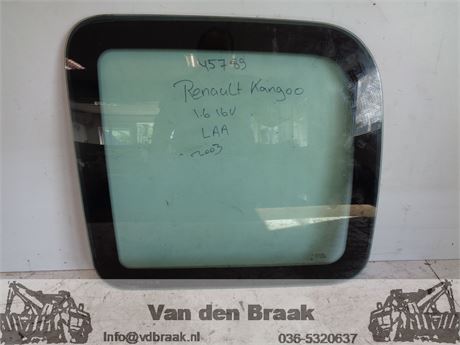 45789
Renault Kangoo
1.6 16V
LAA
2003
Van den Braak
Info@vdbraak.nl
036-5320637